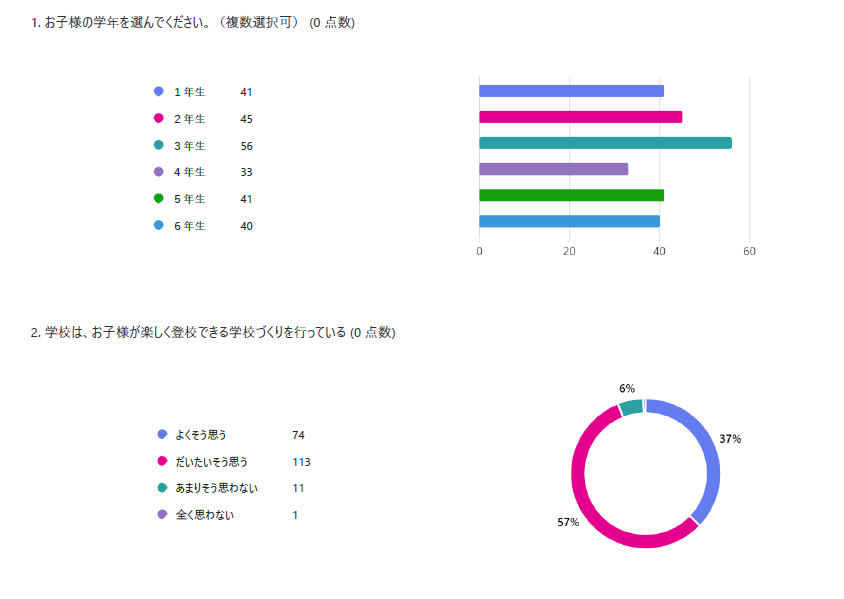 1. お子様の学年を選んでください。（複数選択可） (0 点数)
1 年生 41
2 年生 45
3 年生 56
4 年生 33
5 年生 41
6 年生 40
0 20 40 60
2. 学校は、お子様が楽しく登校できる学校づくりを行っている (0 点数)
よくそう思う 74
だいたいそう思う 113
あまりそう思わない 11
全く思わない 1
6%
37%
57%